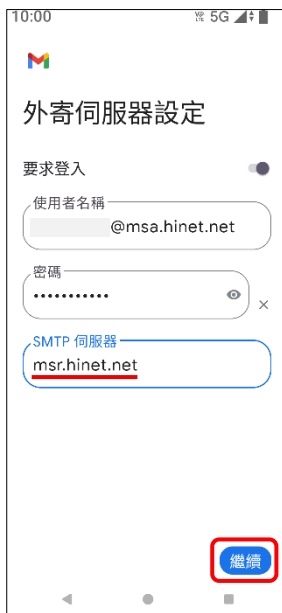 10:00 VoLTE 5G
外寄伺服器設定
要求登入
使用者名稱
@msa.hinet.net
密碼
•••••••••••
SMTP 伺服器
msr.hinet.net
繼續